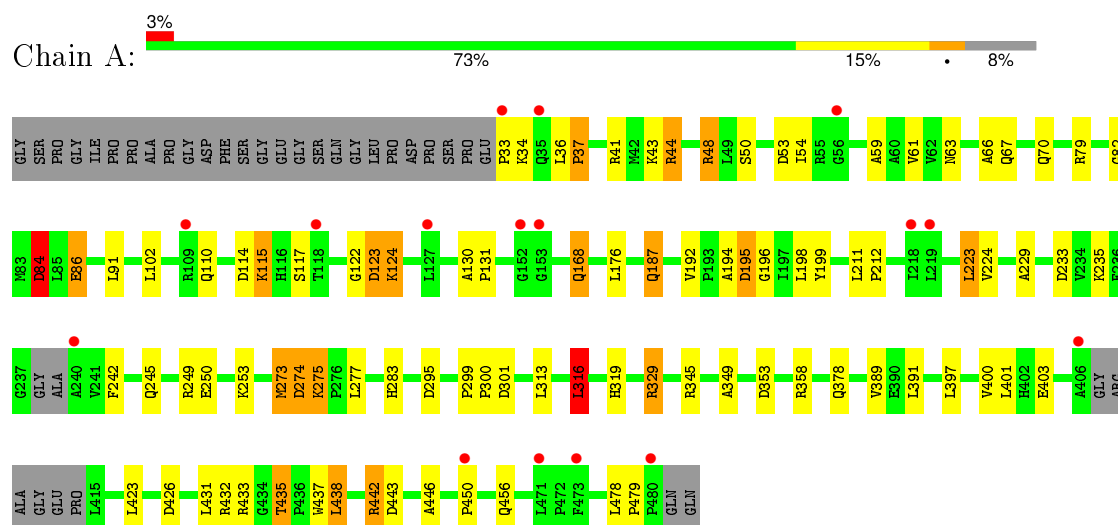 3%
Chain A:
73% 15% • 8%
GLY SER PRO GLY ILE PRO PRO ALA PRO GLY ASP PHE SER GLY GLU GLY SER GLN GLY LEU PRO ASP PRO SER PRO GLU P33 K34 Q35 L36 P37 R41 M42 K43 R44 R48 L49 S50 D53 I54 R55 G56 A59 A60 V61 V62 N63 A66 Q67 Q70 R79
M83 D84 L85 E86 L91 L102 R109 Q110 D114 K115 H116 S117 T118 G122 D123 K124 L127 A130 P131 G152 G153 Q168 L176 Q187 V192 P193 A194 D195 G196 I197 L198 Y199 L211 P212 I218 L219 L223 V224 A229 D233 V234 K235
G237 GLY ALA A240 V241 F242 Q245 R249 E250 K253 M273 D274 K275 P276 L277 H283 D295 P299 P300 D301 L313 L316 H319 R329 R345 A349 D353 R358 Q378 V389 E390 L391 L397 V400 L401 H402 E403 A406 GLY
ALA GLY GLU PRO L415 L423 D426 L431 R432 R433 G434 T435 P436 W437 L438 R442 D443 A446 P450 Q456 L471 P472 F473 L478 P479 P480 GLN GLN